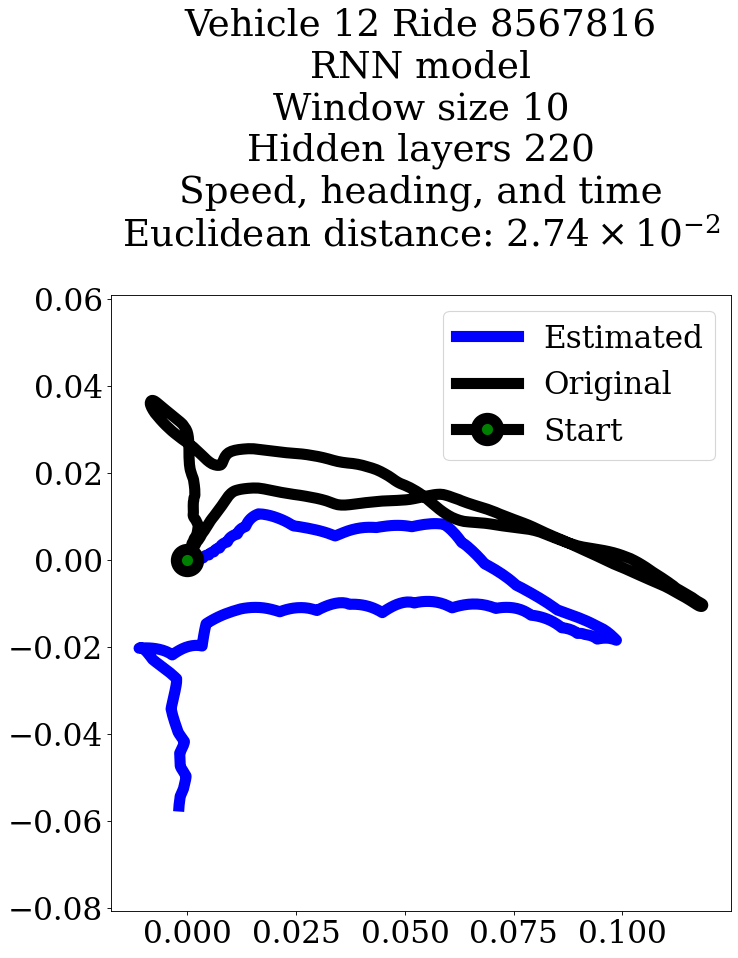 Vehicle 12 Ride 8567816
RNN model
Window size 10
Hidden layers 220
Speed, heading, and time
Euclidean distance: 2.74 × 10⁻²
Estimated
Original
Start
0.06
0.04
0.02
0.00
−0.02
−0.04
−0.06
−0.08
0.000 0.025 0.050 0.075 0.100